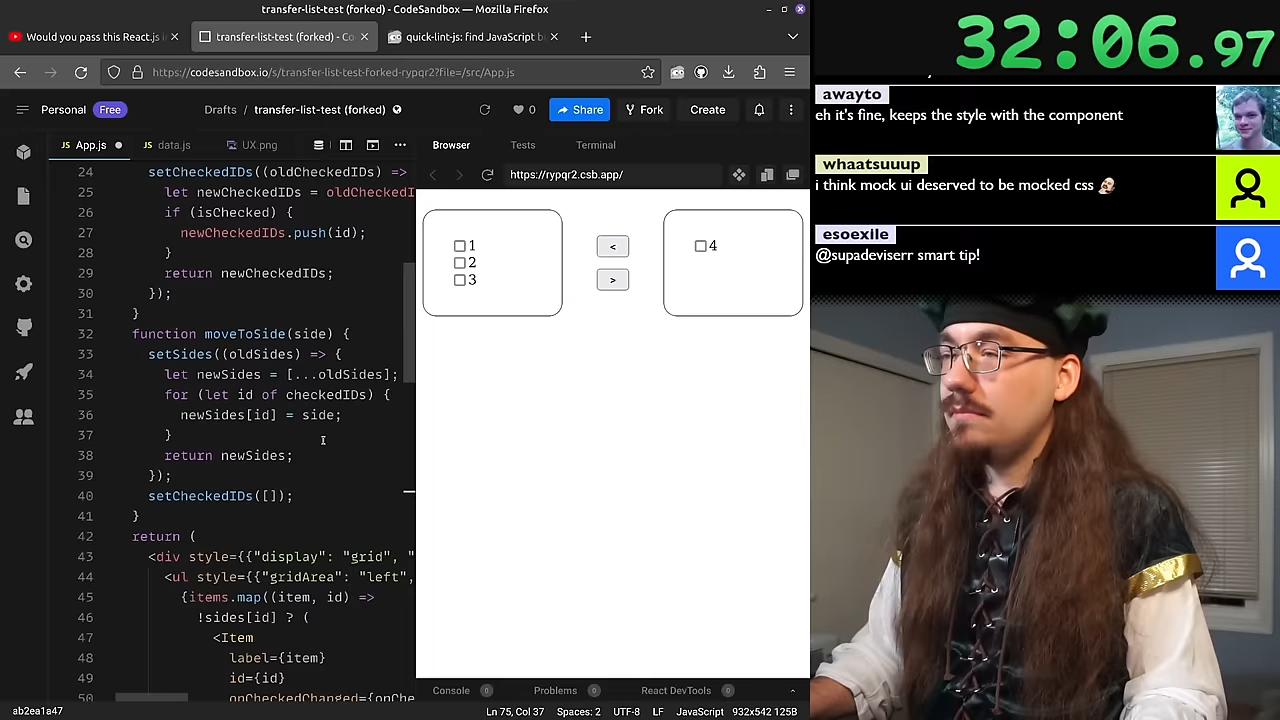 transfer-list-test (forked) - CodeSandbox — Mozilla Firefox
Would you pass this React.js i
transfer-list-test (forked) - Co
quick-lint-js: find JavaScript b
https://codesandbox.io/s/transfer-list-test-forked-rypqr2?file=/src/App.js
Personal Free
Drafts / transfer-list-test (forked)
0
Share
Fork
Create
App.js
data.js
UX.png
Browser
Tests
Terminal
https://rypqr2.csb.app/
24 setCheckedIDs((oldCheckedIDs) =>
25 let newCheckedIDs = oldCheckedI
26 if (isChecked) {
27 newCheckedIDs.push(id);
28 }
29 return newCheckedIDs;
30 });
31 }
32 function moveToSide(side) {
33 setSides((oldSides) => {
34 let newSides = [...oldSides];
35 for (let id of checkedIDs) {
36 newSides[id] = side;
37 }
38 return newSides;
39 });
40 setCheckedIDs([]);
41 }
42 return (
43 <div style={{"display": "grid", "
44 <ul style={{"gridArea": "left",
45 {items.map((item, id) =>
46 !sides[id] ? (
47 <Item
48 label={item}
49 id={id}
50 onCheckedChanged={onChe
1
2
3
<
>
4
Console 0
Problems 0
React DevTools 0
ab2ea1a47
Ln 75, Col 37
Spaces: 2
UTF-8
LF
JavaScript
932x542 125B
32:06.97
awayto
eh it's fine, keeps the style with the component
whaatsuuup
i think mock ui deserved to be mocked css
esoexile
@supadeviserr smart tip!